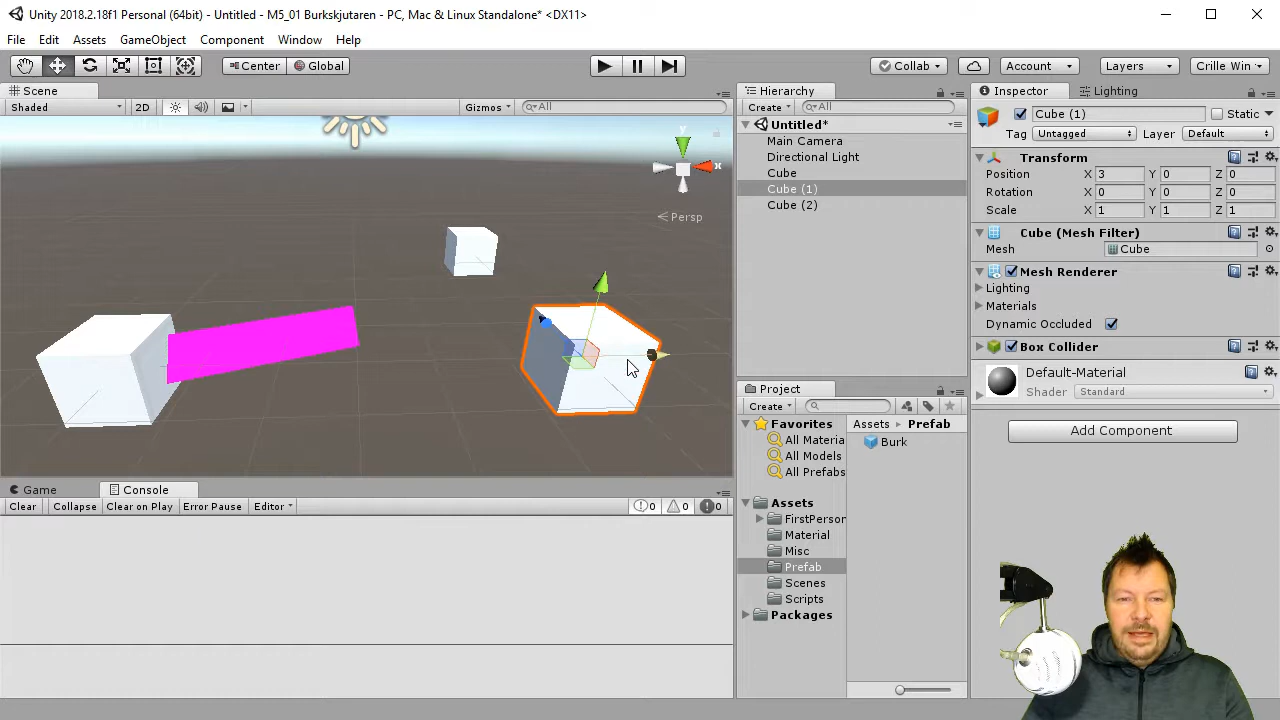 Unity 2018.2.18f1 Personal (64bit) - Untitled - M5_01 Burkskjutaren - PC, Mac & Linux Standalone* <DX11>
File Edit Assets GameObject Component Window Help
Center Global Collab Account Layers Crille Win
Scene
Shaded 2D Gizmos All
y
x
Persp
Hierarchy
Create All
Untitled*
Main Camera
Directional Light
Cube
Cube (1)
Cube (2)
Inspector Lighting
Cube (1) Static
Tag Untagged Layer Default
Transform
Position X 3 Y 0 Z 0
Rotation X 0 Y 0 Z 0
Scale X 1 Y 1 Z 1
Cube (Mesh Filter)
Mesh Cube
Mesh Renderer
Lighting
Materials
Dynamic Occluded
Box Collider
Default-Material
Shader Standard
Add Component
Project
Create
Favorites
All Materia
All Models
All Prefabs
Assets
FirstPerson
Material
Misc
Prefab
Scenes
Scripts
Packages
Assets Prefab
Burk
Game Console
Clear Collapse Clear on Play Error Pause Editor 0 0 0